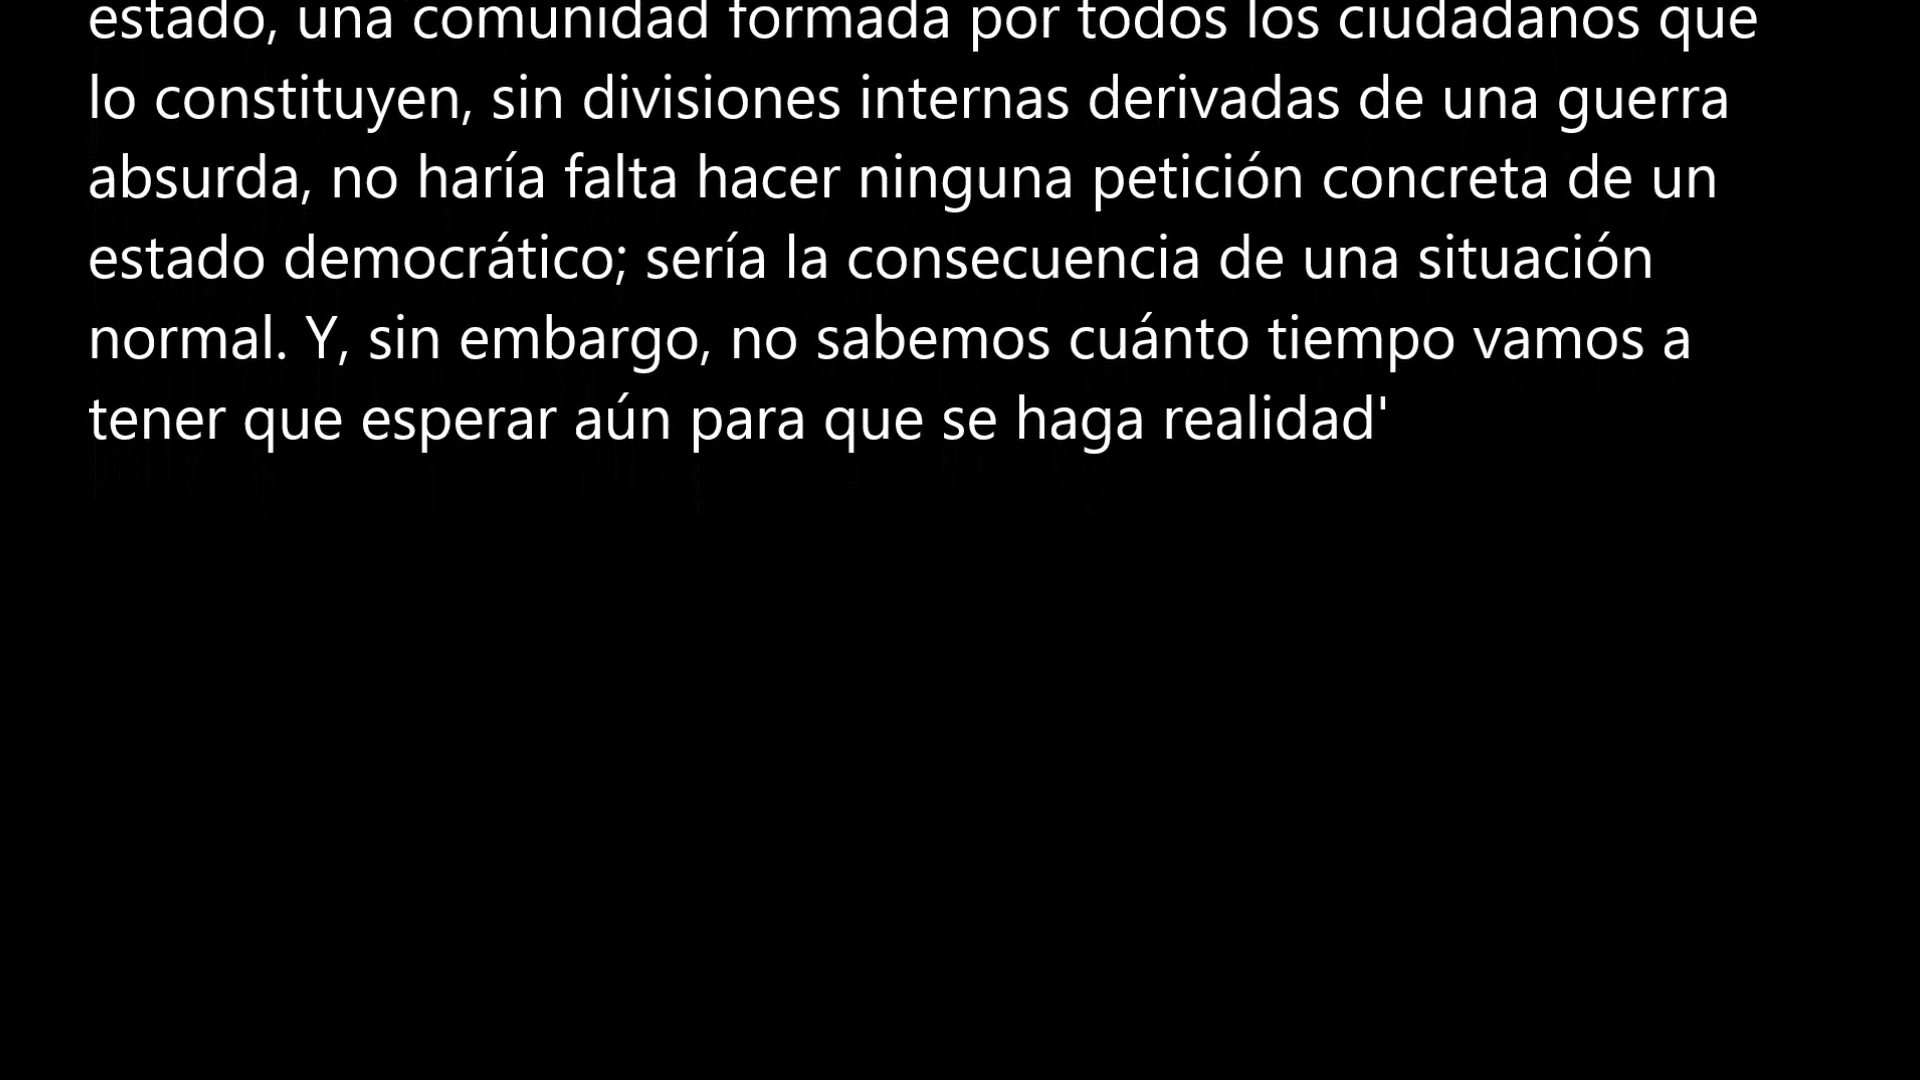 estado, una comunidad formada por todos los ciudadanos que
lo constituyen, sin divisiones internas derivadas de una guerra
absurda, no haría falta hacer ninguna petición concreta de un
estado democrático; sería la consecuencia de una situación
normal. Y, sin embargo, no sabemos cuánto tiempo vamos a
tener que esperar aún para que se haga realidad'